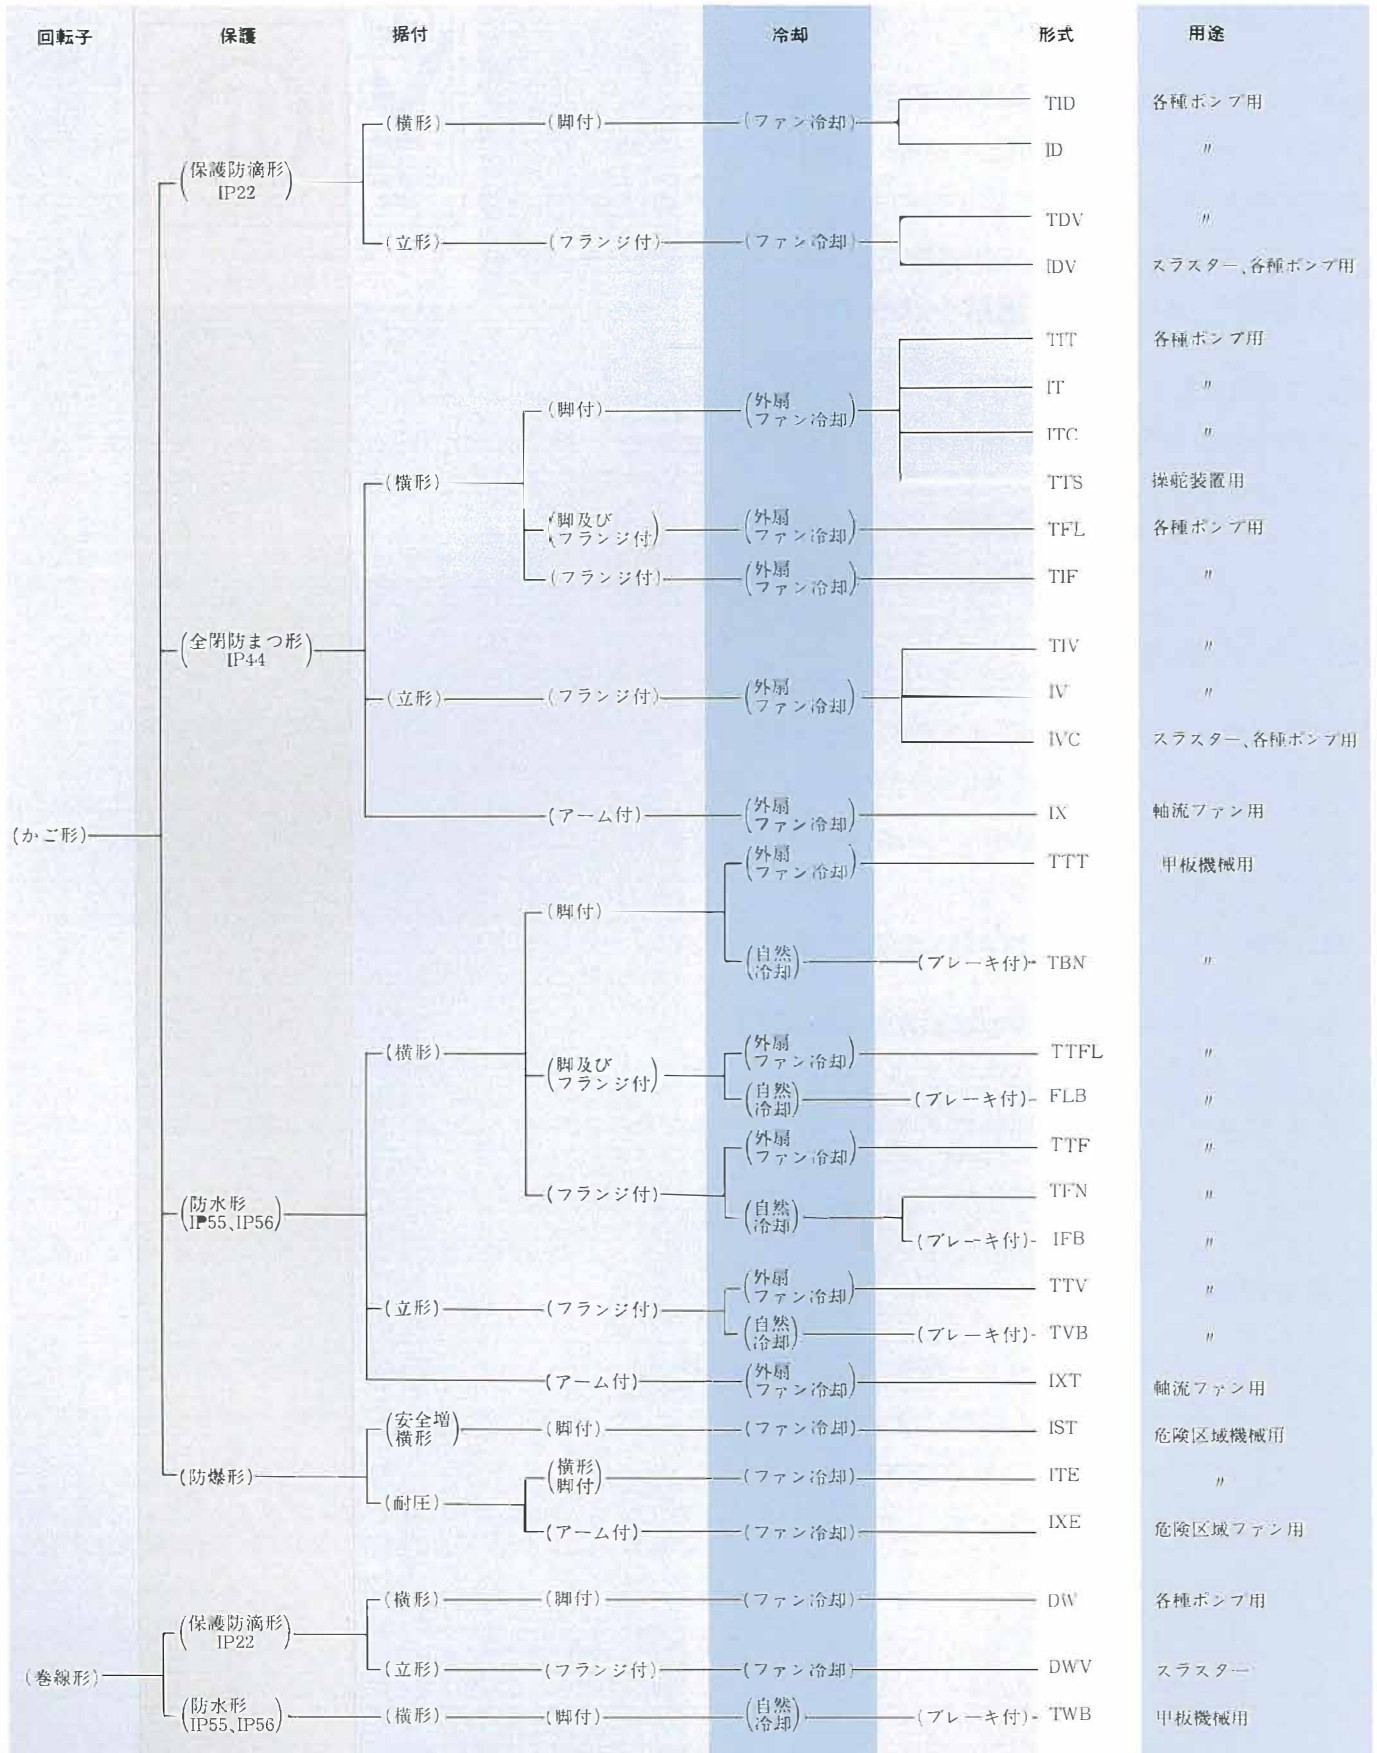 回転子 保護 据付 冷却 形式 用途
(横形) (脚付) (ファン冷却) TID 各種ポンプ用
ID 〃
(保護防滴形 IP22)
(立形) (フランジ付) (ファン冷却) TDV 〃
IDV スラスター、各種ポンプ用
TIT 各種ポンプ用
IT 〃
(脚付) (外扇 ファン冷却)
ITC 〃
(横形) TTS 操舵装置用
(脚及び フランジ付) (外扇 ファン冷却) TFL 各種ポンプ用
(フランジ付) (外扇 ファン冷却) TIF 〃
(全閉防まつ形 IP44) TIV 〃
(立形) (フランジ付) (外扇 ファン冷却) IV 〃
IVC スラスター、各種ポンプ用
(アーム付) (外扇 ファン冷却) IX 軸流ファン用
(かご形)
(外扇 ファン冷却) TTT 甲板機械用
(脚付)
(自然 冷却) (ブレーキ付) TBN 〃
(横形) (脚及び フランジ付) (外扇 ファン冷却) TTFL 〃
(自然 冷却) (ブレーキ付) FLB 〃
(外扇 ファン冷却) TTF 〃
(フランジ付) TFN 〃
(防水形 IP55、IP56) (自然 冷却)
(ブレーキ付) IFB 〃
(外扇 ファン冷却) TTV 〃
(立形) (フランジ付)
(自然 冷却) (ブレーキ付) TVB 〃
(アーム付) (外扇 ファン冷却) IXT 軸流ファン用
(安全増 横形) (脚付) (ファン冷却) IST 危険区域機械用
(防爆形) (横形 脚付) (ファン冷却) ITE 〃
(耐圧)
(アーム付) (ファン冷却) IXE 危険区域ファン用
(横形) (脚付) (ファン冷却) DW 各種ポンプ用
(保護防滴形 IP22)
(巻線形) (立形) (フランジ付) (ファン冷却) DWV スラスター
(防水形 IP55、IP56) (横形) (脚付) (自然 冷却) (ブレーキ付) TWB 甲板機械用